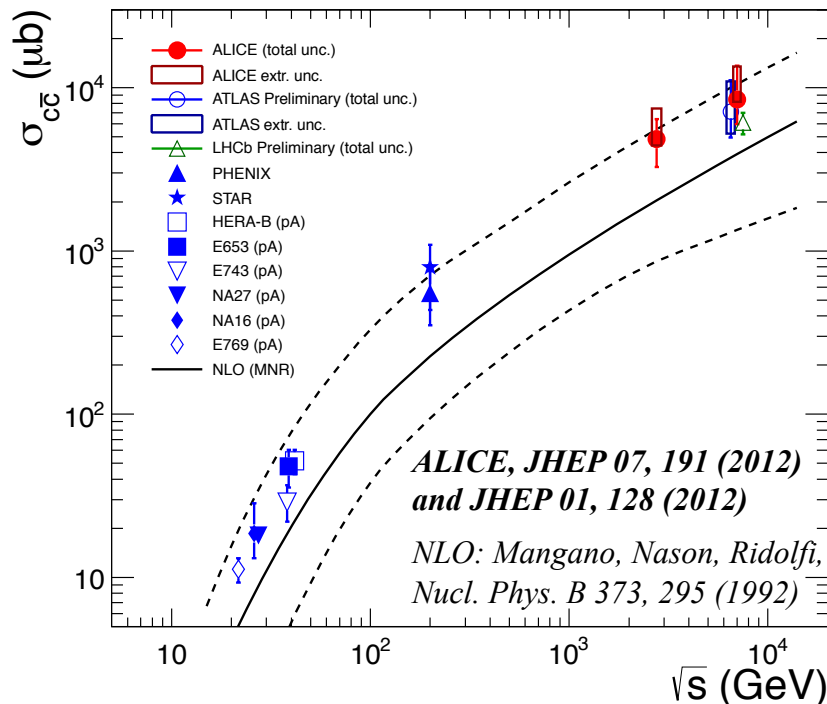 σcc̄ (μb)
ALICE (total unc.)
ALICE extr. unc.
ATLAS Preliminary (total unc.)
ATLAS extr. unc.
LHCb Preliminary (total unc.)
PHENIX
STAR
HERA-B (pA)
E653 (pA)
E743 (pA)
NA27 (pA)
NA16 (pA)
E769 (pA)
NLO (MNR)
10⁴
10³
10²
10
ALICE, JHEP 07, 191 (2012)
and JHEP 01, 128 (2012)
NLO: Mangano, Nason, Ridolfi,
Nucl. Phys. B 373, 295 (1992)
10 10² 10³ 10⁴
√s (GeV)